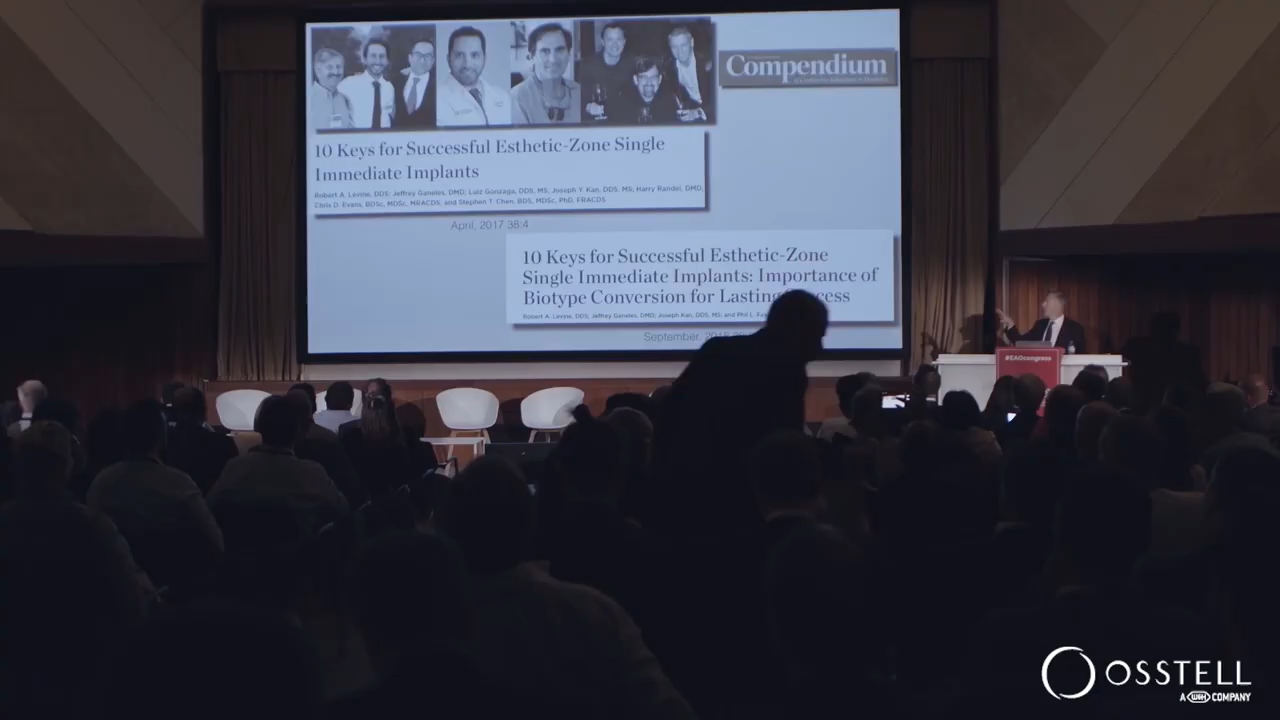 Compendium
10 Keys for Successful Esthetic-Zone Single
Immediate Implants
Robert A. Levine, DDS; Jeffrey Ganeles, DMD; Luiz Gonzaga, DDS, MS; Joseph Y. Kan, DDS, MS; Harry Randel, DMD;
Chris D. Evans, BDSc, MDSc, MRACDS; and Stephen T. Chen, BDS, MDSc, PhD, FRACDS
April, 2017 38:4
10 Keys for Successful Esthetic-Zone
Single Immediate Implants: Importance of
Biotype Conversion for Lasting
Robert A. Levine, DDS; Jeffrey Ganeles, DMD; Joseph Kan, DDS, MS; and Phil L.
September,
#EAOcongress
OSSTELL
A W&H COMPANY